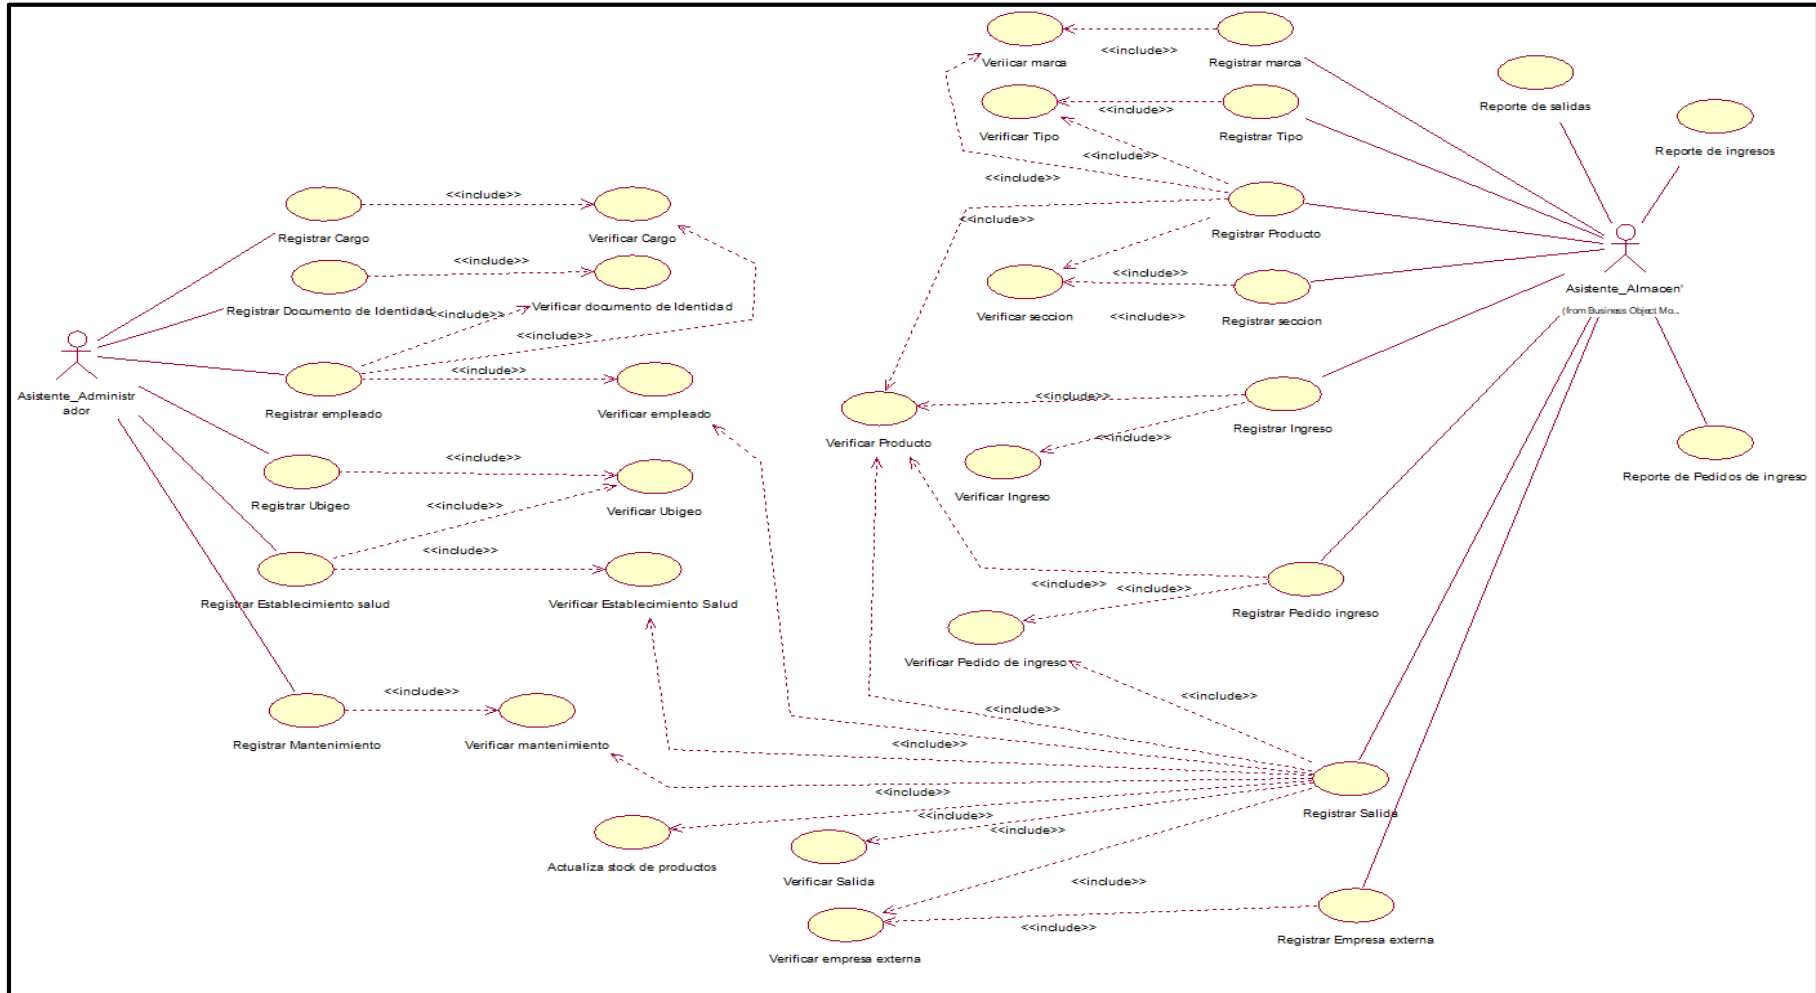 <<include>>
Veriicar marca
Registrar marca
Reporte de salidas
<<include>>
Verificar Tipo
Registrar Tipo
Reporte de ingresos
<<include>>
<<include>>
<<include>>
<<include>>
Registrar Cargo
Verificar Cargo
<<include>>
Registrar Producto
<<include>>
<<include>>
Asistente_Almacen'
(from Business Object Mo...
Registrar Documento de Identidad
<<include>>
Verificar documento de Identidad
Verificar seccion
<<include>>
Registrar seccion
<<include>>
<<include>>
Asistente_Administr
ador
Registrar empleado
Verificar empleado
<<include>>
Registrar Ingreso
Verificar Producto
<<include>>
<<include>>
Reporte de Pedidos de ingreso
Registrar Ubigeo
<<include>>
Verificar Ubigeo
Verificar Ingreso
<<include>>
Registrar Establecimiento salud
Verificar Establecimiento Salud
<<include>>
<<include>>
Registrar Pedido ingreso
Verificar Pedido de ingreso
<<include>>
<<include>>
<<include>>
Registrar Mantenimiento
Verificar mantenimiento
<<include>>
<<include>>
Registrar Salida
<<include>>
<<include>>
Actualiza stock de productos
Verificar Salida
<<include>>
<<include>>
Registrar Empresa externa
Verificar empresa externa